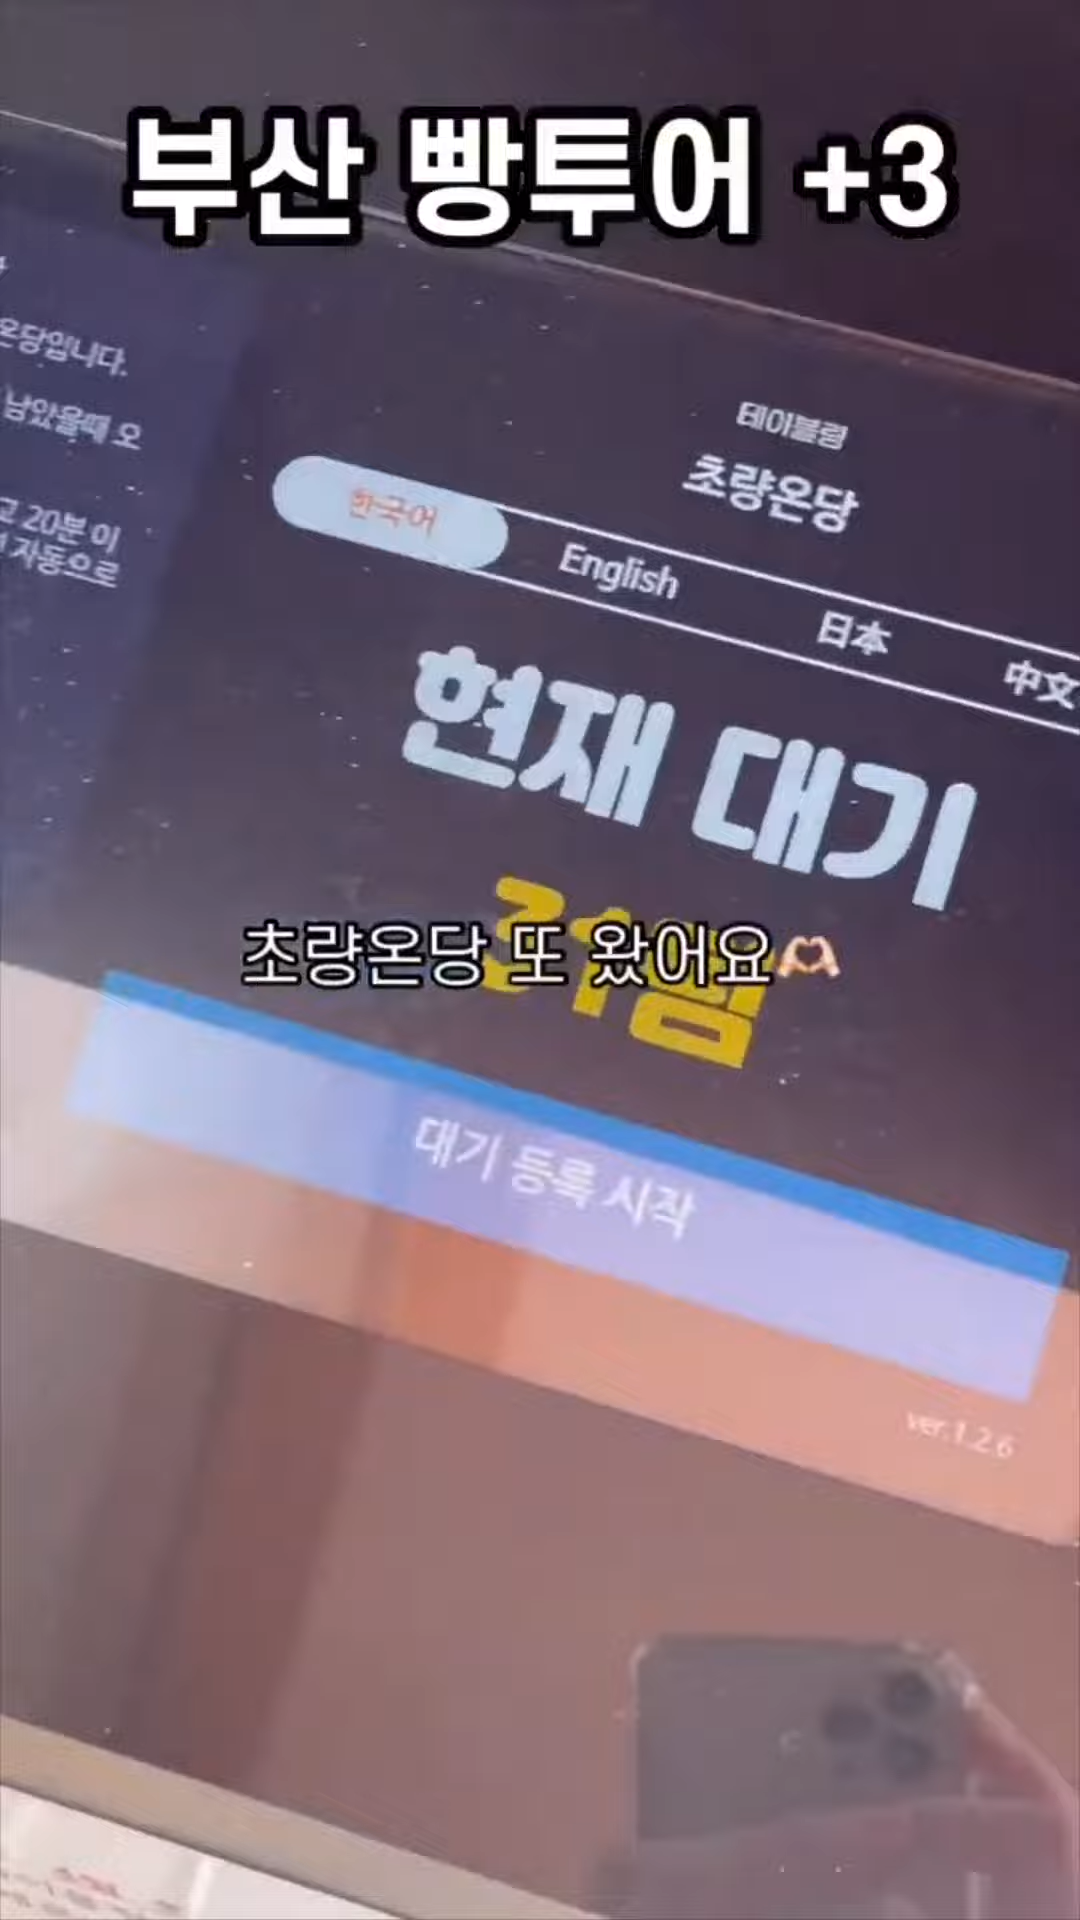 부산 빵투어 +3
온당입니다.
남았을때 오
고 20분 이
자동으로
테이블링
초량온당
한국어
English
日本
中文
현재 대기
31팀
초량온당 또 왔어요🫶🏻
대기 등록 시작
ver.1.2.6